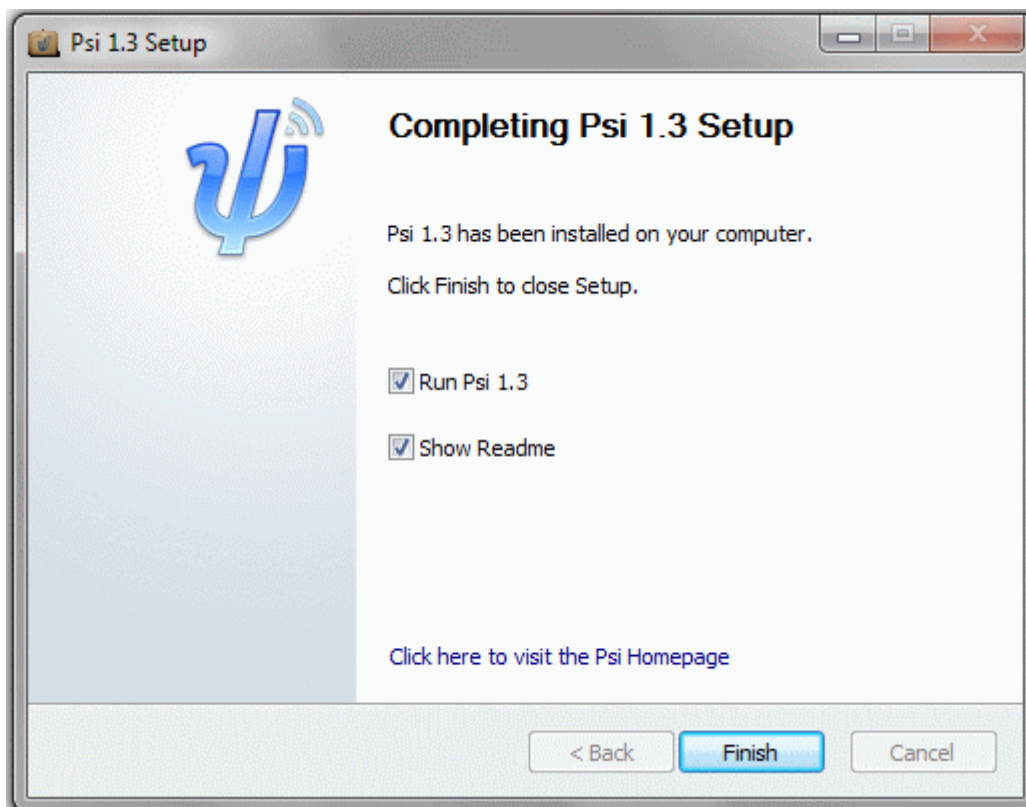 Psi 1.3 Setup
Completing Psi 1.3 Setup
Psi 1.3 has been installed on your computer.
Click Finish to close Setup.
Run Psi 1.3
Show Readme
Click here to visit the Psi Homepage
< Back Finish Cancel